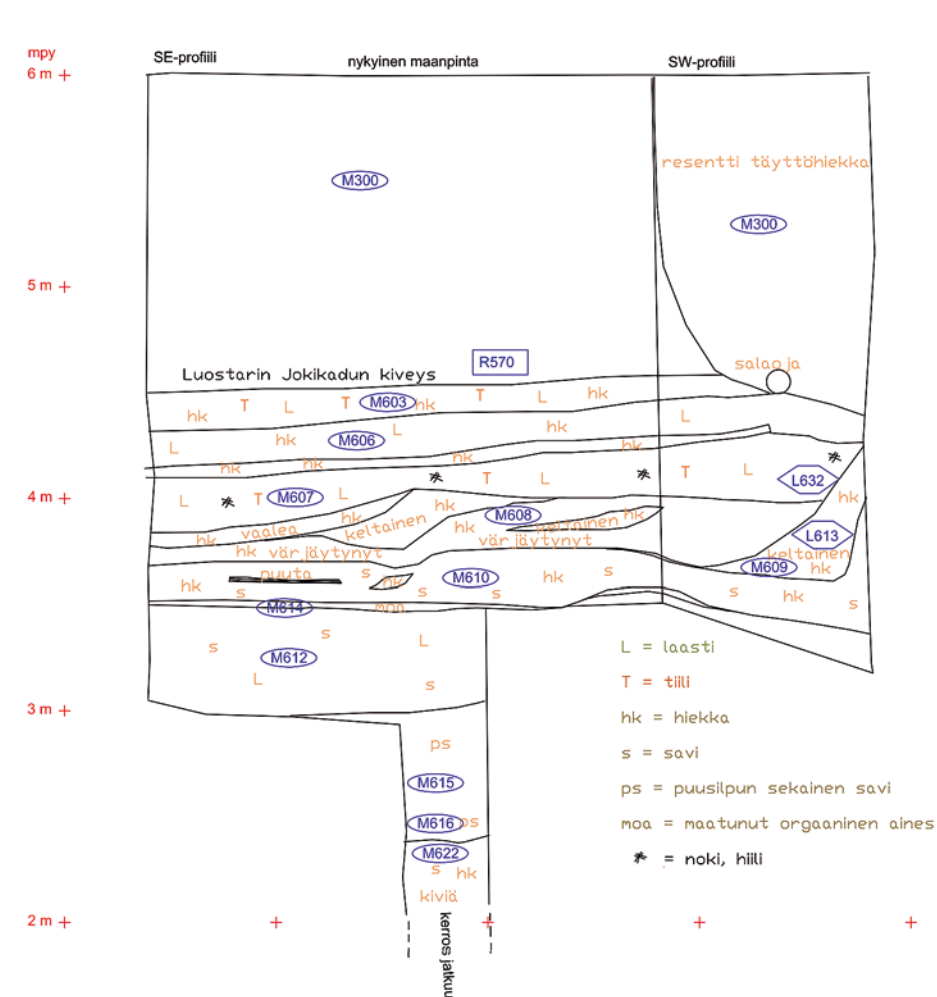 mpy
SE-profiili
nykyinen maanpinta
SW-profiili
6 m
resentti täyttöhiekka
M300
M300
5 m
salaoja
R570
Luostarin Jokikadun kiveys
hk T L T M603 hk T L hk
L
L hk M606 L hk
hk hk hk hk
4 m
L T M607 L T L T L L632
hk
vaalea hk keltainen hk M608 keltainen hk
hk hk L613
hk värjäytynyt värjäytynyt keltainen
M609 hk
puuta s hk M610 hk s
hk s s s s hk s
M614 moa
s M612 s L
L s
L = laasti
T = tiili
3 m
hk = hiekka
ps
s = savi
M615
ps = puusilpun sekainen savi
M616 ps
moa = maatunut orgaaninen aines
M622
* = noki, hiili
s hk
kiviä
2 m
kerros jatkuu